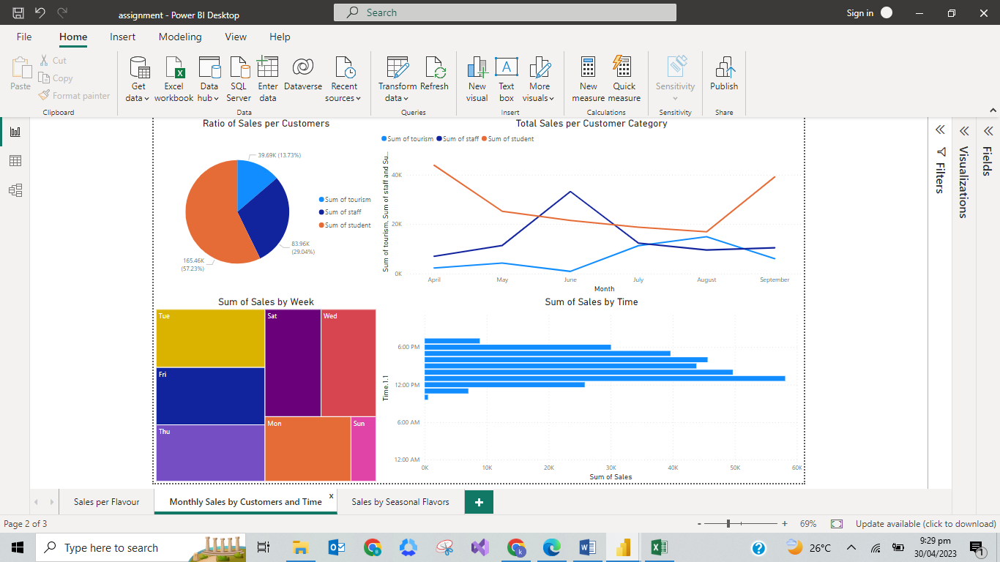 assignment - Power BI Desktop
Search
Sign in
File Home Insert Modeling View Help
Paste
Cut
Copy
Format painter
Clipboard
Get data
Excel workbook
Data hub
SQL Server
Enter data
Dataverse
Recent sources
Data
Transform data
Refresh
Queries
New visual
Text box
More visuals
Insert
New measure
Quick measure
Calculations
Sensitivity
Sensitivity
Publish
Share
Ratio of Sales per Customers
39.69K (13.73%)
83.96K
(29.04%)
165.46K
(57.23%)
Sum of tourism
Sum of staff
Sum of student
Total Sales per Customer Category
Sum of tourism Sum of staff Sum of student
Sum of tourism, Sum of staff and Su...
40K
20K
0K
April May June July August September
Month
Sum of Sales by Week
Tue
Fri
Thu
Sat
Wed
Mon
Sun
Sum of Sales by Time
Time.1.1
6:00 PM
12:00 PM
6:00 AM
12:00 AM
0K 10K 20K 30K 40K 50K 60K
Sum of Sales
Filters
Visualizations
Fields
Sales per Flavour
Monthly Sales by Customers and Time x
Sales by Seasonal Flavors
+
Page 2 of 3
- + 69%
Update available (click to download)
Type here to search
26°C
9:29 pm
30/04/2023
1